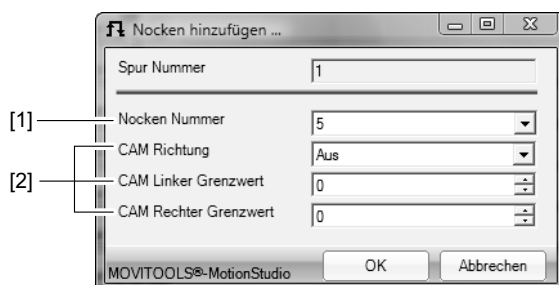 Nocken hinzufügen ...
Spur Nummer 1
[1] Nocken Nummer 5
CAM Richtung Aus
[2] CAM Linker Grenzwert 0
CAM Rechter Grenzwert 0
MOVITOOLS®-MotionStudio OK Abbrechen